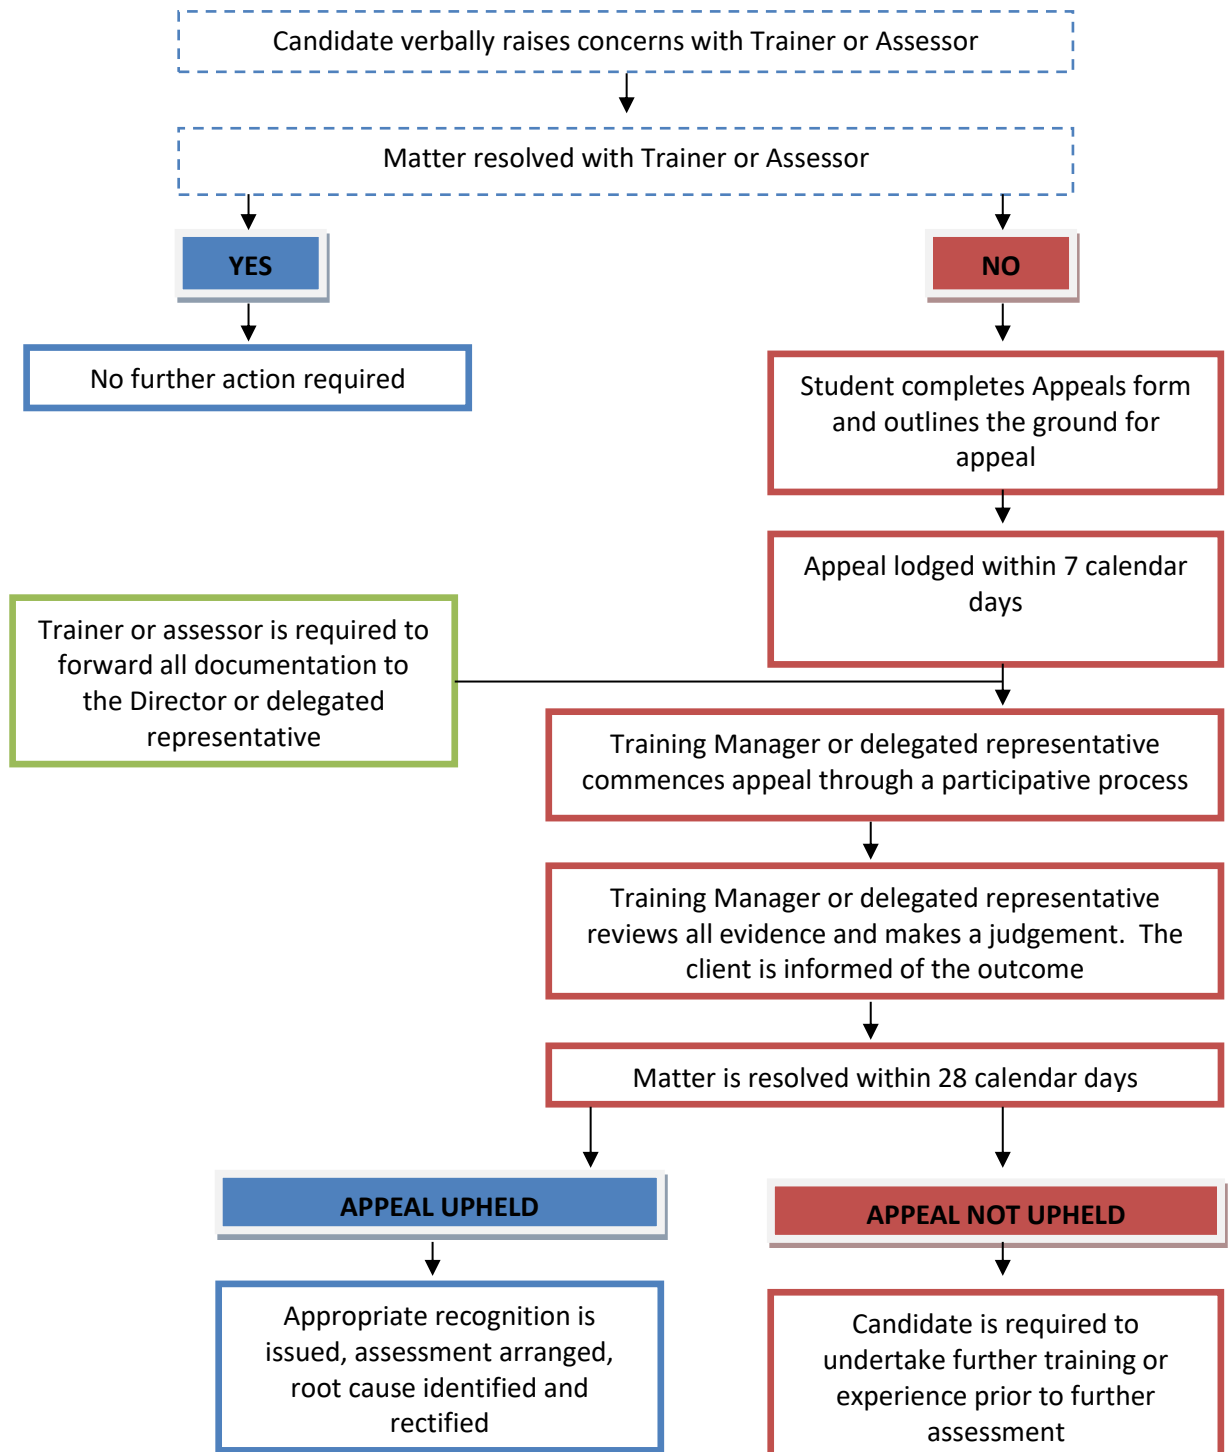 Candidate verbally raises concerns with Trainer or Assessor
Matter resolved with Trainer or Assessor
YES
NO
No further action required
Student completes Appeals form
and outlines the ground for
appeal
Appeal lodged within 7 calendar
days
Trainer or assessor is required to
forward all documentation to
the Director or delegated
representative
Training Manager or delegated representative
commences appeal through a participative process
Training Manager or delegated representative
reviews all evidence and makes a judgement.  The
client is informed of the outcome
Matter is resolved within 28 calendar days
APPEAL UPHELD
APPEAL NOT UPHELD
Appropriate recognition is
issued, assessment arranged,
root cause identified and
rectified
Candidate is required to
undertake further training or
experience prior to further
assessment